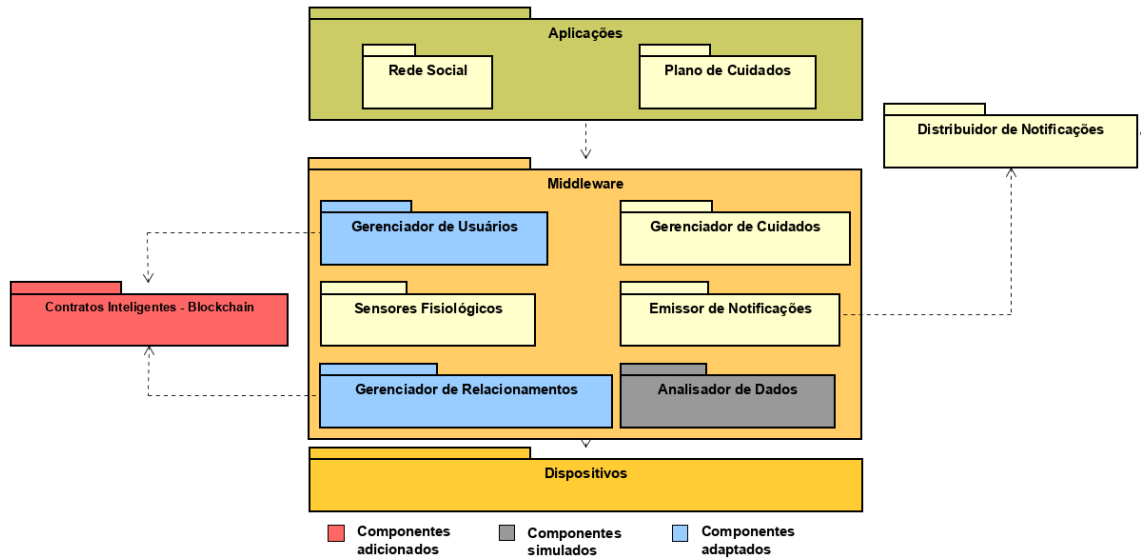 Aplicações
Rede Social
Plano de Cuidados
Distribuidor de Notificações
Middleware
Gerenciador de Usuários
Gerenciador de Cuidados
Contratos Inteligentes - Blockchain
Sensores Fisiológicos
Emissor de Notificações
Gerenciador de Relacionamentos
Analisador de Dados
Dispositivos
Componentes
adicionados
Componentes
simulados
Componentes
adaptados